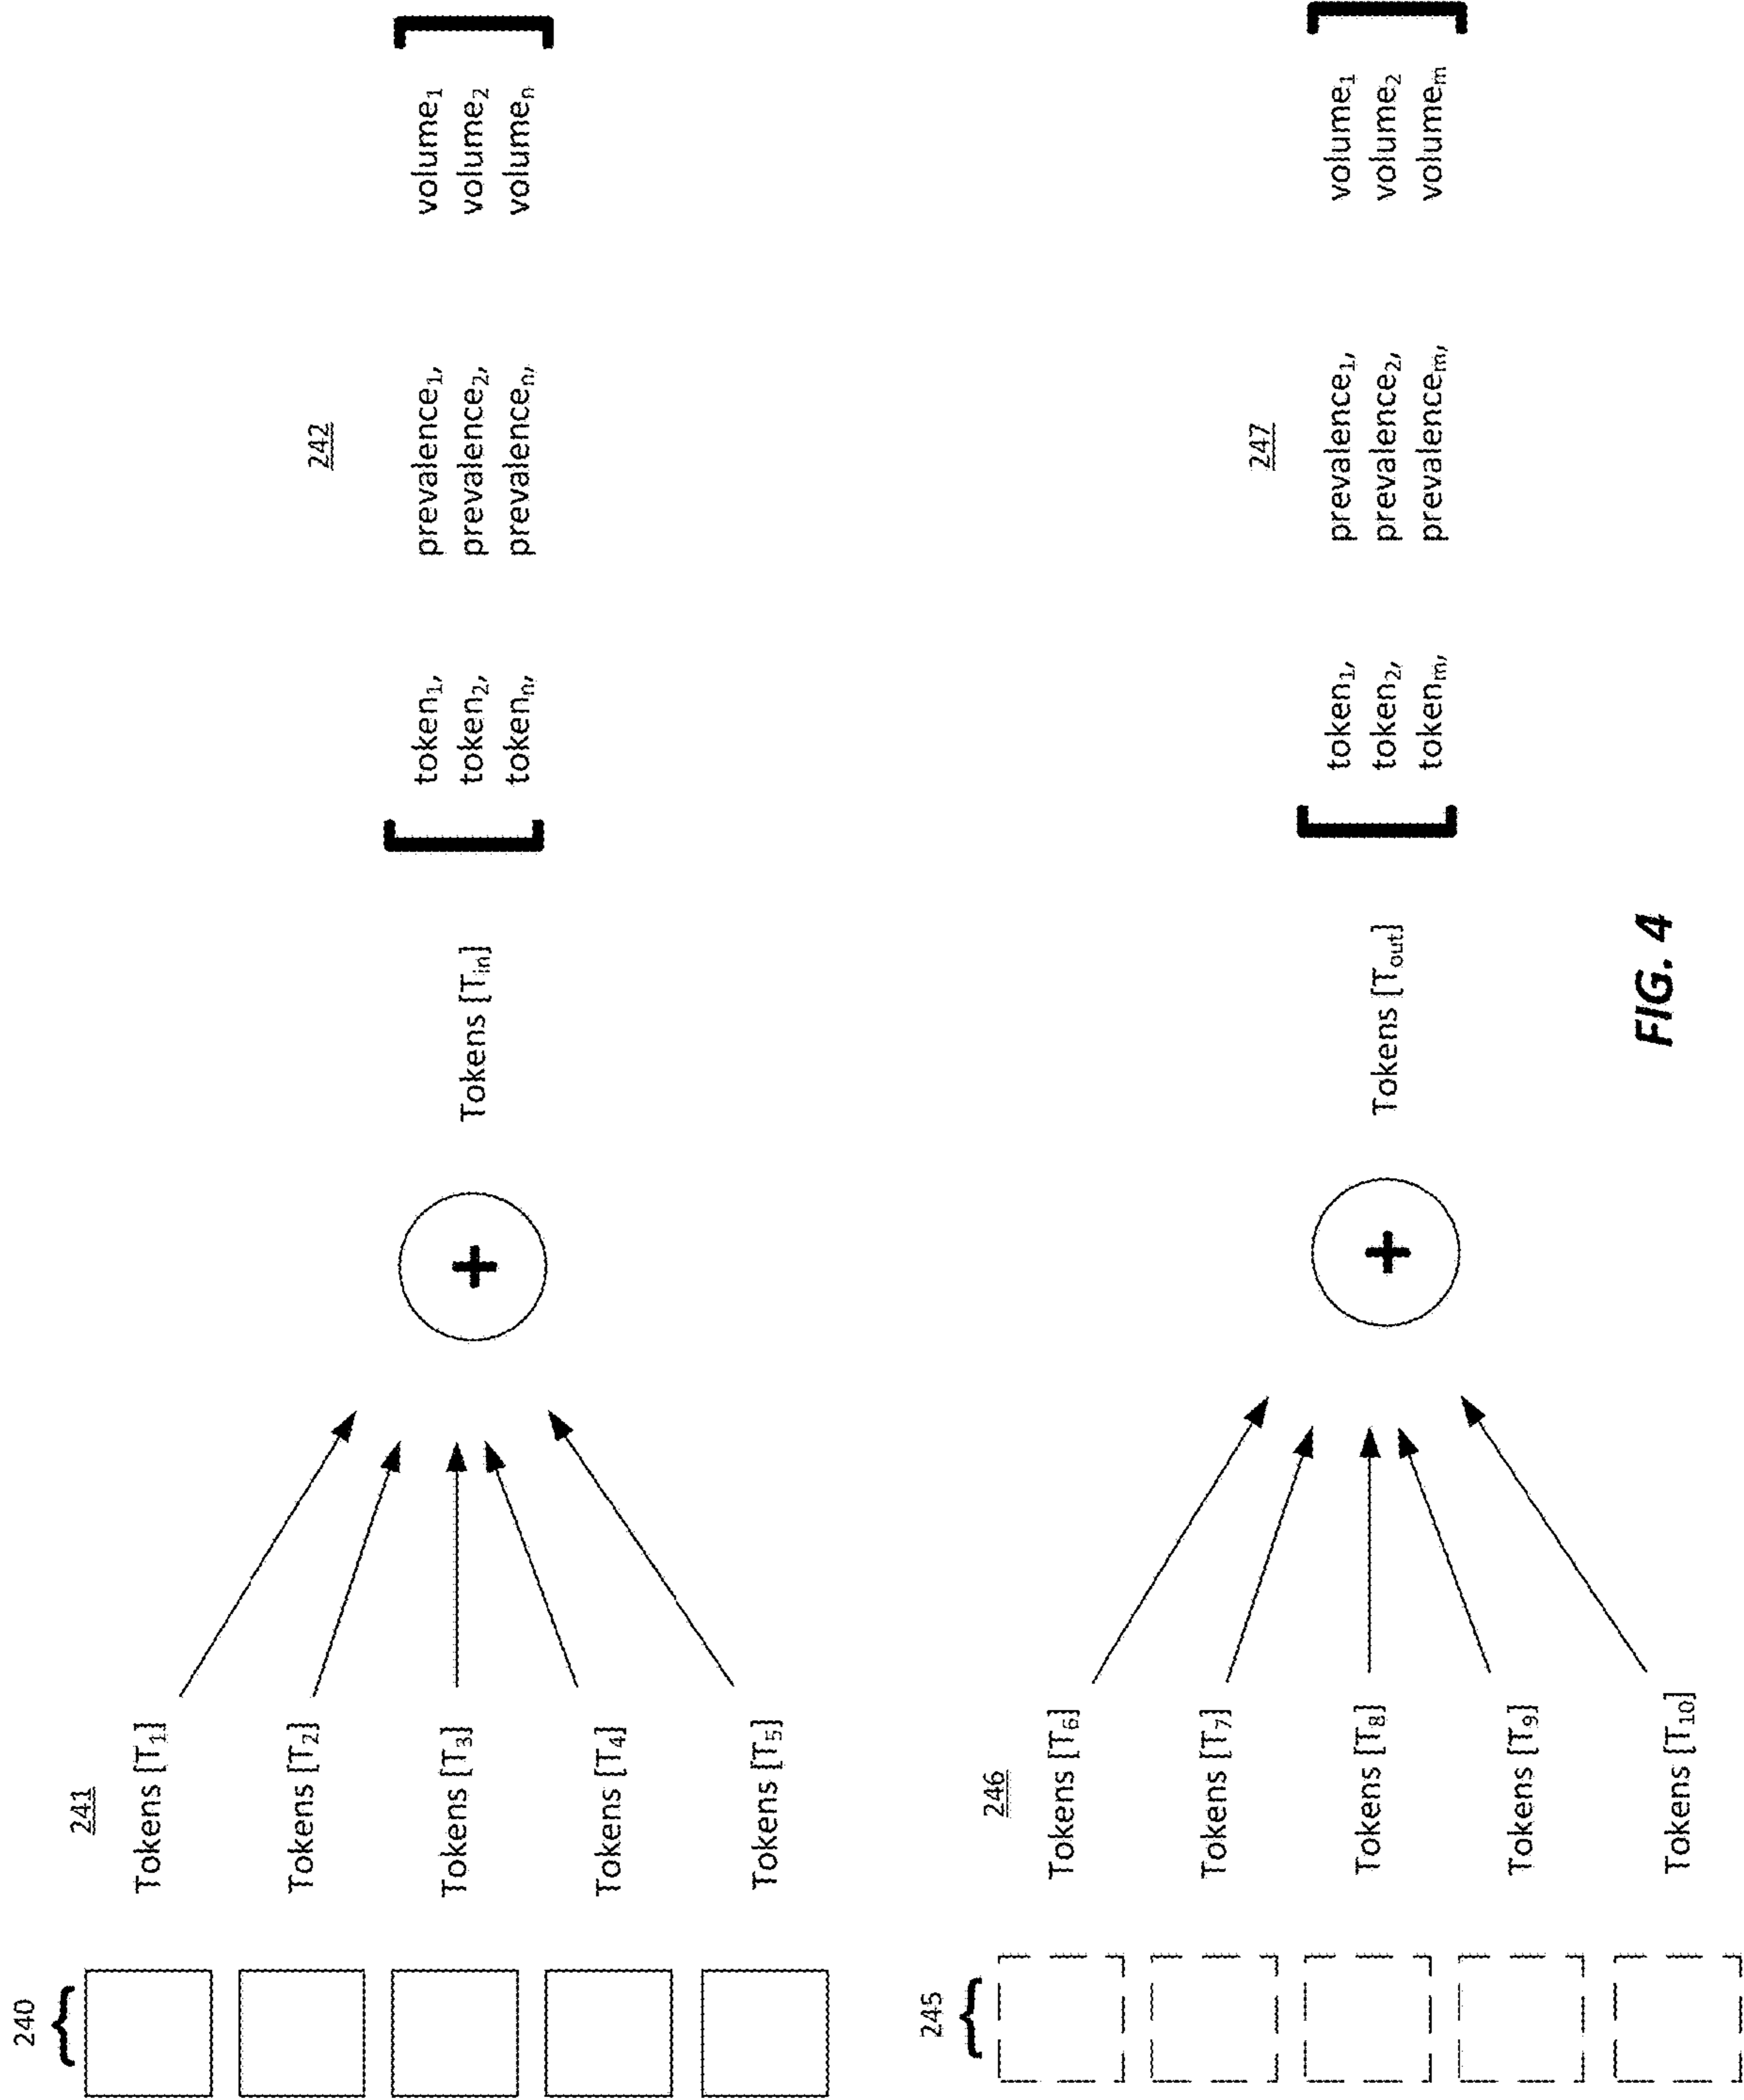 240
241
242
Tokens [T₁]
Tokens [T₂]
Tokens [T₃]
Tokens [T₄]
Tokens [T₅]
Tokens [Tᵢₙ]
token₁, prevalence₁, volume₁
token₂, prevalence₂, volume₂
tokenₙ, prevalenceₙ, volumeₙ
245
246
247
Tokens [T₆]
Tokens [T₇]
Tokens [T₈]
Tokens [T₉]
Tokens [T₁₀]
Tokens [Tₒᵤₜ]
token₁, prevalence₁, volume₁
token₂, prevalence₂, volume₂
tokenₘ, prevalenceₘ, volumeₘ
FIG. 4